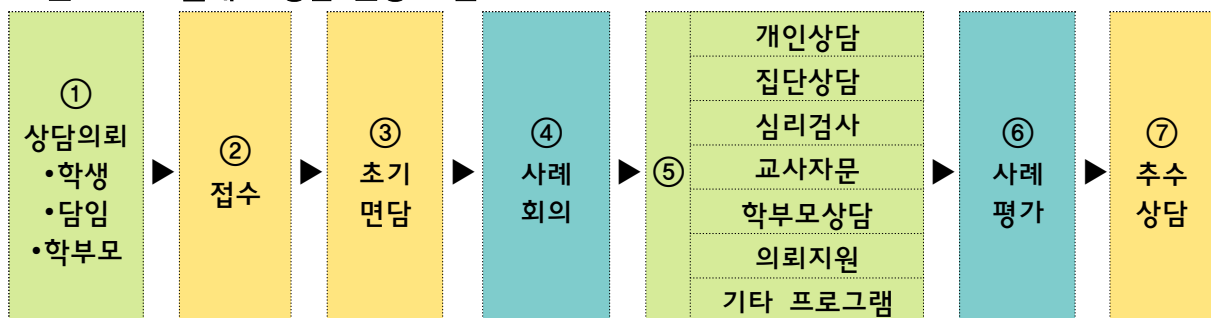 ①
상담의뢰
•학생
•담임
•학부모
▶
②
접수
▶
③
초기
면담
▶
④
사례
회의
▶
⑤
개인상담
집단상담
심리검사
교사자문
학부모상담
의뢰지원
기타 프로그램
▶
⑥
사례
평가
▶
⑦
추수
상담